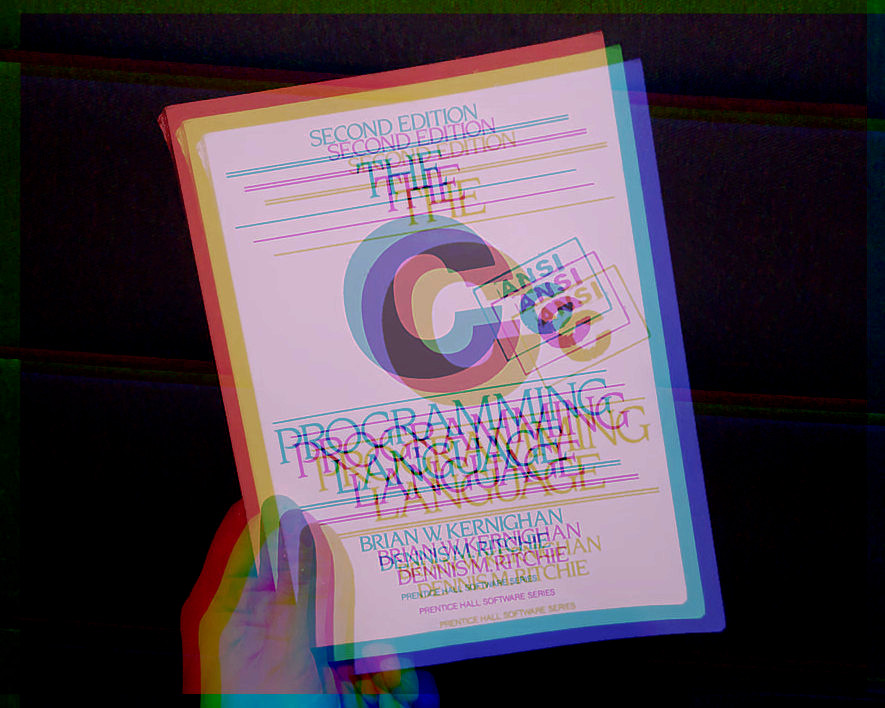 SECOND EDITION
THE
C
ANSI
C
PROGRAMMING
LANGUAGE
BRIAN W. KERNIGHAN
DENNIS M. RITCHIE
PRENTICE HALL SOFTWARE SERIES